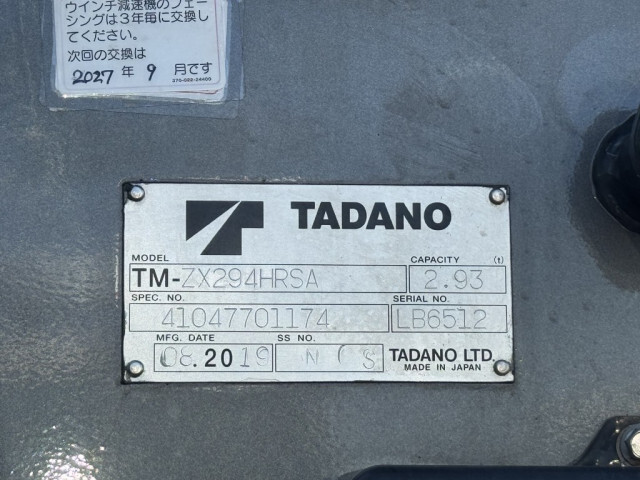 ウインチ減速機のフェー
シングは3年毎に交換し
てください。
次回の交換は
2027 年 9 月です
TADANO
MODEL CAPACITY (t)
TM-ZX294HRSA 2.93
SPEC. NO. SERIAL NO.
41047701174 LB6512
MFG. DATE SS NO.
08.2019 N S TADANO LTD.
MADE IN JAPAN